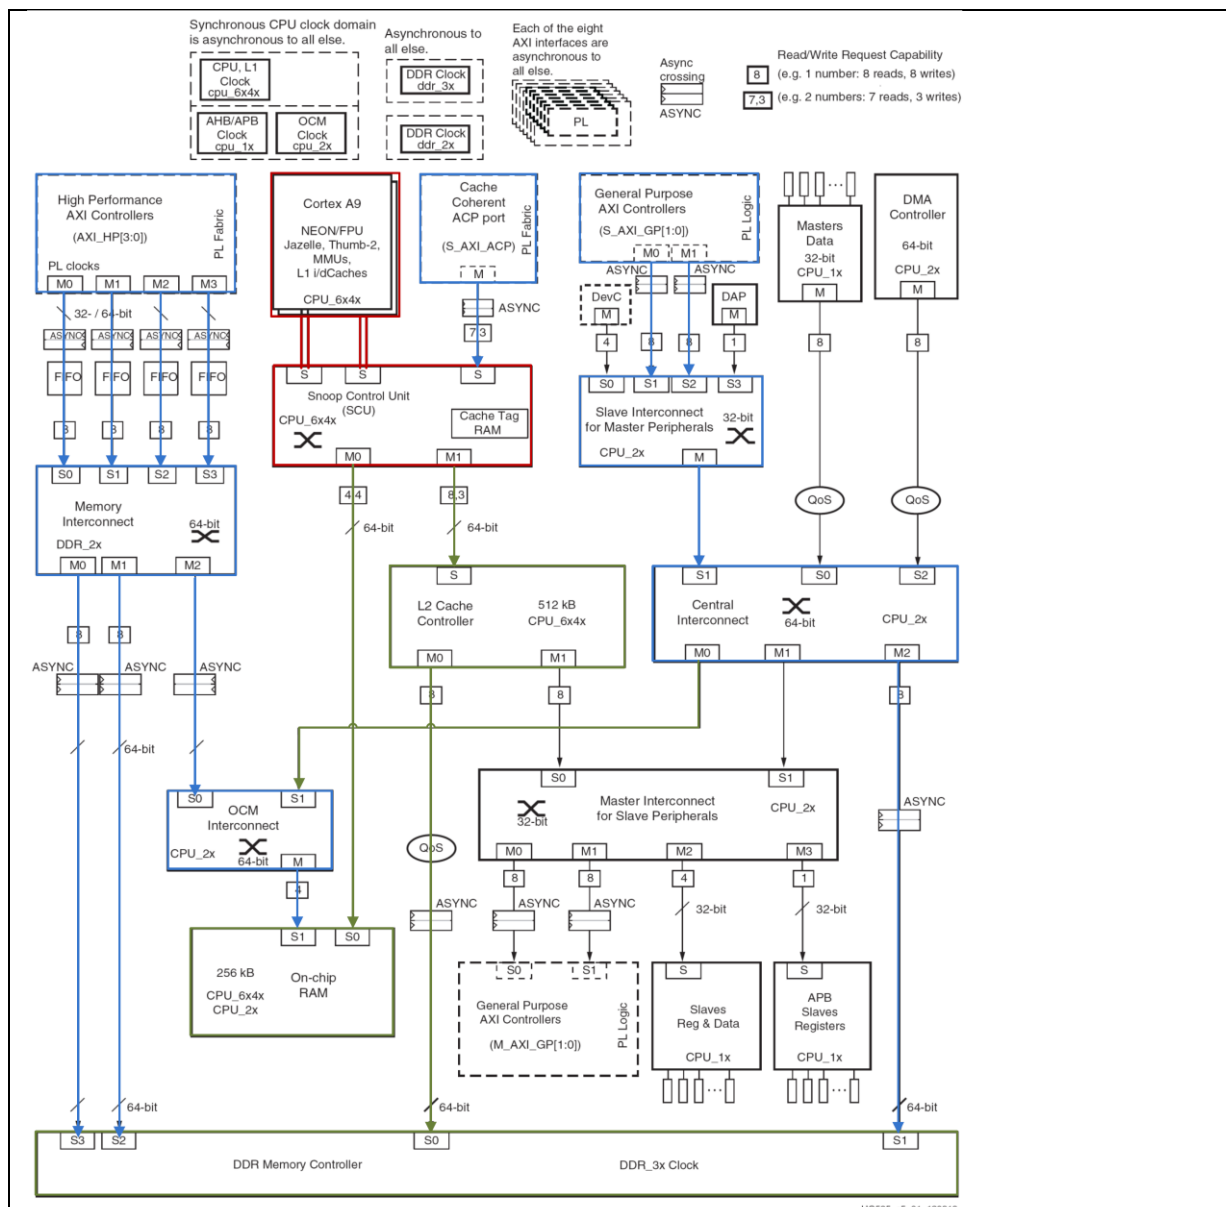 Synchronous CPU clock domain
is asynchronous to all else.
CPU, L1
Clock
cpu_6x4x
AHB/APB
Clock
cpu_1x
OCM
Clock
cpu_2x
Asynchronous to
all else.
DDR Clock
ddr_3x
DDR Clock
ddr_2x
Each of the eight
AXI interfaces are
asynchronous to
all else.
PL
Async
crossing
ASYNC
Read/Write Request Capability
8
(e.g. 1 number: 8 reads, 8 writes)
7,3
(e.g. 2 numbers: 7 reads, 3 writes)
High Performance
AXI Controllers
(AXI_HP[3:0])
PL Fabric
PL clocks
M0
M1
M2
M3
32- / 64-bit
ASYNC
ASYNC
ASYNC
ASYNC
FIFO
FIFO
FIFO
FIFO
8
8
8
8
S0
S1
S2
S3
Memory
Interconnect
64-bit
DDR_2x
M0
M1
M2
8
8
ASYNC
ASYNC
ASYNC
64-bit
Cortex A9
NEON/FPU
Jazelle, Thumb-2,
MMUs,
L1 i/dCaches
CPU_6x4x
Cache
Coherent
ACP port
(S_AXI_ACP)
PL Fabric
M
ASYNC
7,3
S
S
S
Snoop Control Unit
(SCU)
CPU_6x4x
Cache Tag
RAM
M0
M1
4,4
8,3
64-bit
64-bit
General Purpose
AXI Controllers
(S_AXI_GP[1:0])
PL Logic
M0
M1
ASYNC
ASYNC
DevC
M
DAP
M
4
8
8
1
S0
S1
S2
S3
Slave Interconnect
for Master Peripherals
32-bit
CPU_2x
M
Masters
Data
32-bit
CPU_1x
M
8
QoS
DMA
Controller
64-bit
CPU_2x
M
8
QoS
S
L2 Cache
Controller
512 kB
CPU_6x4x
M0
M1
8
8
S1
S0
S2
Central
Interconnect
64-bit
CPU_2x
M0
M1
M2
8
S0
S1
OCM
Interconnect
CPU_2x
64-bit
M
4
S0
S1
Master Interconnect
for Slave Peripherals
32-bit
CPU_2x
M0
M1
M2
M3
8
8
4
1
ASYNC
QoS
ASYNC
ASYNC
ASYNC
32-bit
32-bit
S1
S0
256 kB
CPU_6x4x
CPU_2x
On-chip
RAM
S0
S1
General Purpose
AXI Controllers
(M_AXI_GP[1:0])
PL Logic
S
Slaves
Reg & Data
CPU_1x
S
APB
Slaves
Registers
CPU_1x
64-bit
64-bit
64-bit
S3
S2
S0
S1
DDR Memory Controller
DDR_3x Clock